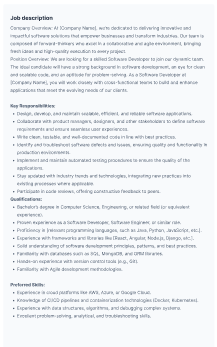 Job description
Company Overview: At [Company Name], we're dedicated to delivering innovative and
impactful software solutions that empower businesses and transform industries. Our team is
composed of forward-thinkers who excel in a collaborative and agile environment, bringing
fresh ideas and high-quality execution to every project.
Position Overview: We are looking for a skilled Software Developer to join our dynamic team.
The ideal candidate will have a strong background in software development, an eye for clean
and scalable code, and an aptitude for problem-solving. As a Software Developer at
[Company Name], you will work closely with cross-functional teams to build and enhance
applications that meet the evolving needs of our clients.
Key Responsibilities:
• Design, develop, and maintain scalable, efficient, and reliable software applications.
• Collaborate with product managers, designers, and other stakeholders to define software
requirements and ensure seamless user experiences.
• Write clean, testable, and well-documented code in line with best practices.
• Identify and troubleshoot software defects and issues, ensuring quality and functionality in
production environments.
• Implement and maintain automated testing procedures to ensure the quality of the
applications.
• Stay updated with industry trends and technologies, integrating new practices into
existing processes where applicable.
• Participate in code reviews, offering constructive feedback to peers.
Qualifications:
• Bachelor's degree in Computer Science, Engineering, or related field (or equivalent
experience).
• Proven experience as a Software Developer, Software Engineer, or similar role.
• Proficiency in [relevant programming languages, such as Java, Python, JavaScript, etc.].
• Experience with frameworks and libraries like [React, Angular, Node.js, Django, etc.].
• Solid understanding of software development principles, patterns, and best practices.
• Familiarity with databases such as SQL, MongoDB, and ORM libraries.
• Hands-on experience with version control tools (e.g., Git).
• Familiarity with Agile development methodologies.
Preferred Skills:
• Experience in cloud platforms like AWS, Azure, or Google Cloud.
• Knowledge of CI/CD pipelines and containerization technologies (Docker, Kubernetes).
• Experience with data structures, algorithms, and debugging complex systems.
• Excellent problem-solving, analytical, and troubleshooting skills.